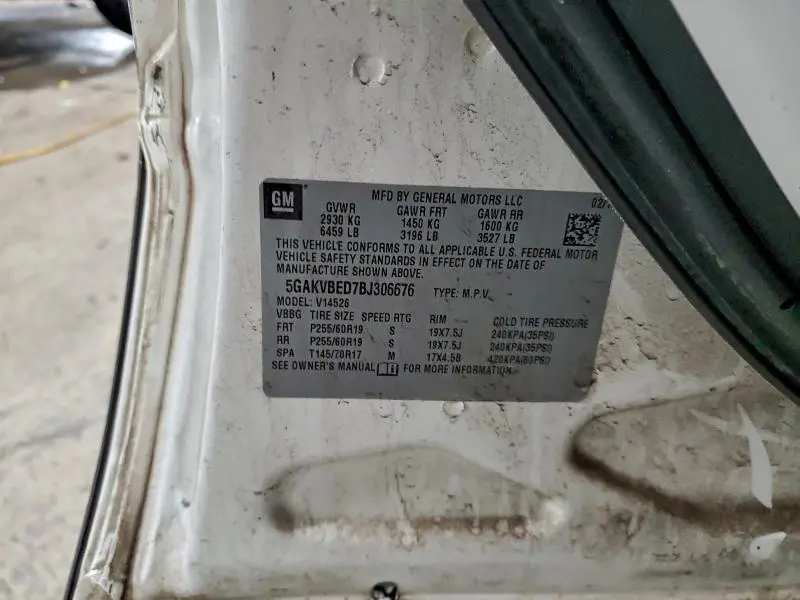 GM
MFD BY GENERAL MOTORS LLC 02/
GVWR GAWR FRT GAWR RR
2930 KG 1450 KG 1600 KG
6459 LB 3196 LB 3527 LB
THIS VEHICLE CONFORMS TO ALL APPLICABLE U.S. FEDERAL MOTOR
VEHICLE SAFETY STANDARDS IN EFFECT ON THE DATE OF
MANUFACTURE SHOWN ABOVE.
5GAKVBED7BJ306676 TYPE: M.P.V.
MODEL: V14526
VBBG TIRE SIZE SPEED RTG RIM COLD TIRE PRESSURE
FRT P255/60R19 S 19X7.5J 240KPA(35PSI)
RR P255/60R19 S 19X7.5J 240KPA(35PSI)
SPA T145/70R17 M 17X4.5B 420KPA(60PSI)
SEE OWNER'S MANUAL FOR MORE INFORMATION.